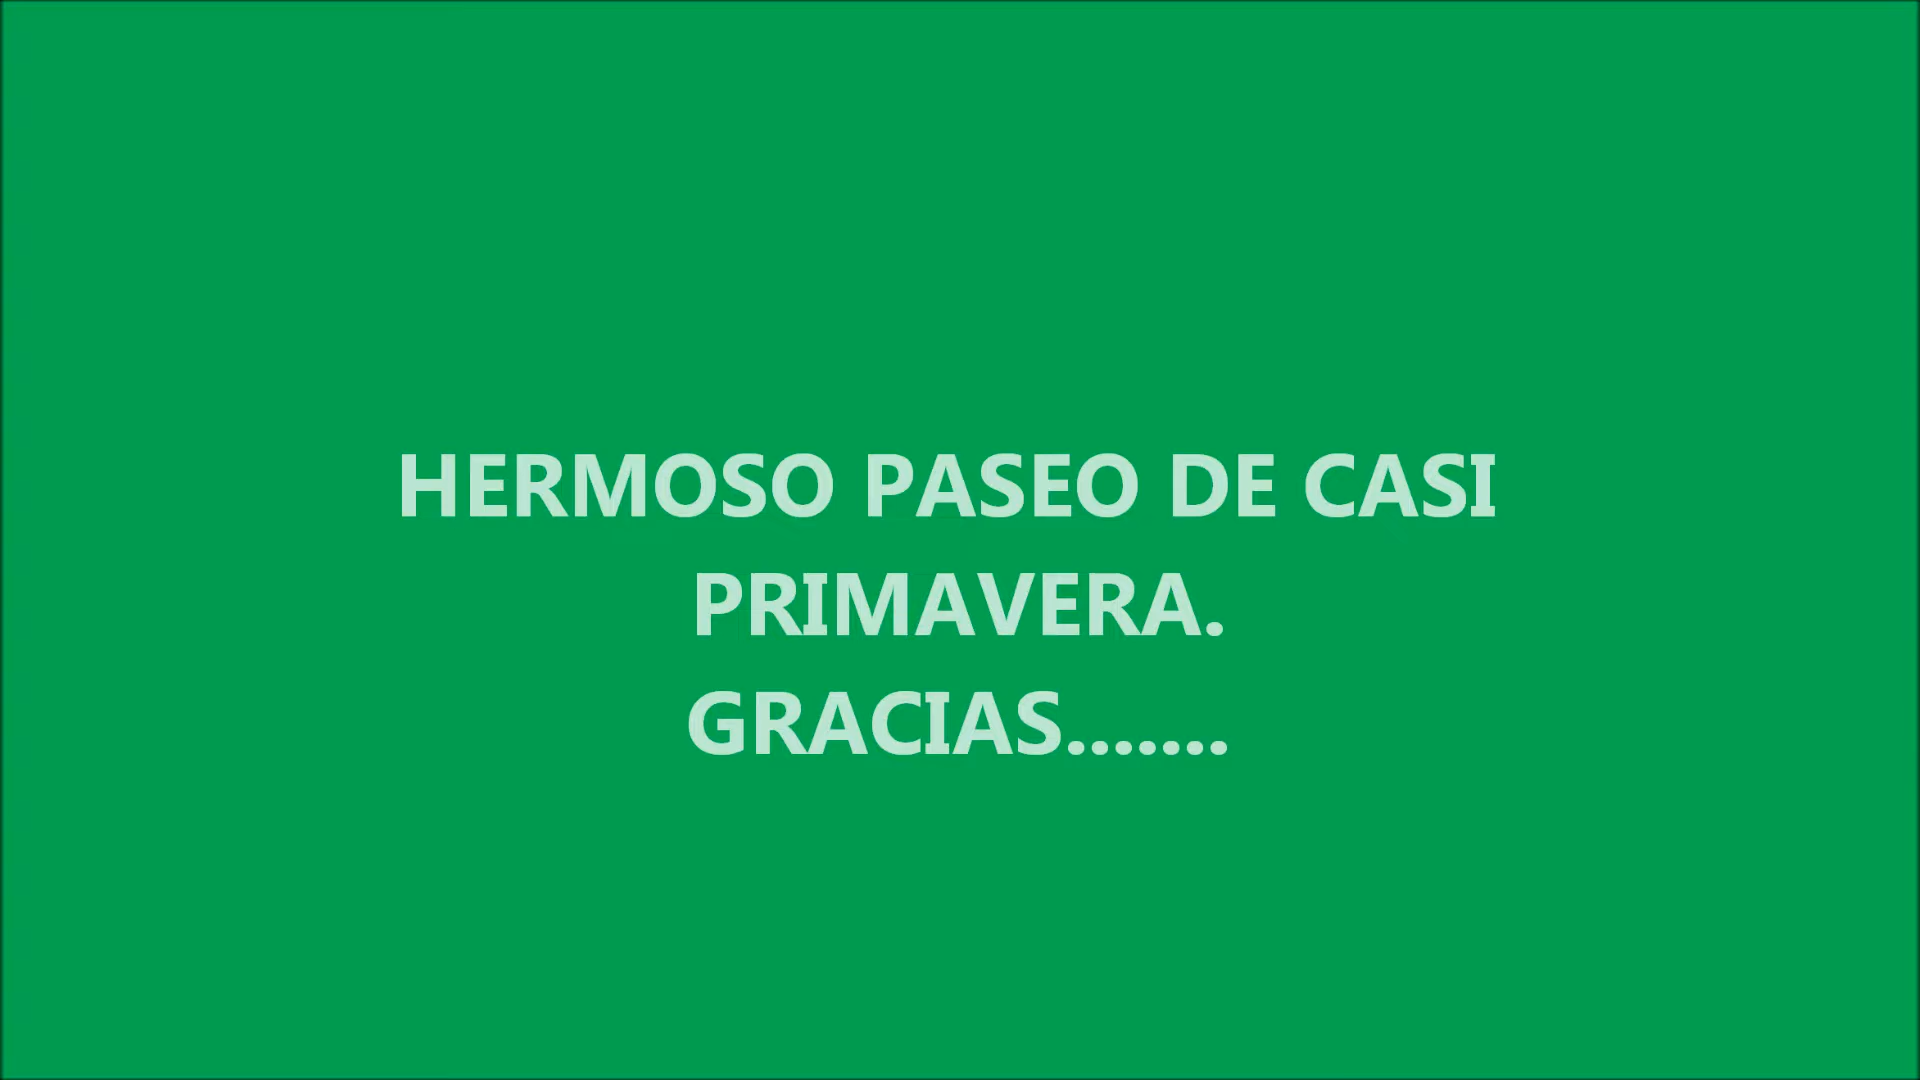 HERMOSO PASEO DE CASI
PRIMAVERA.
GRACIAS.......